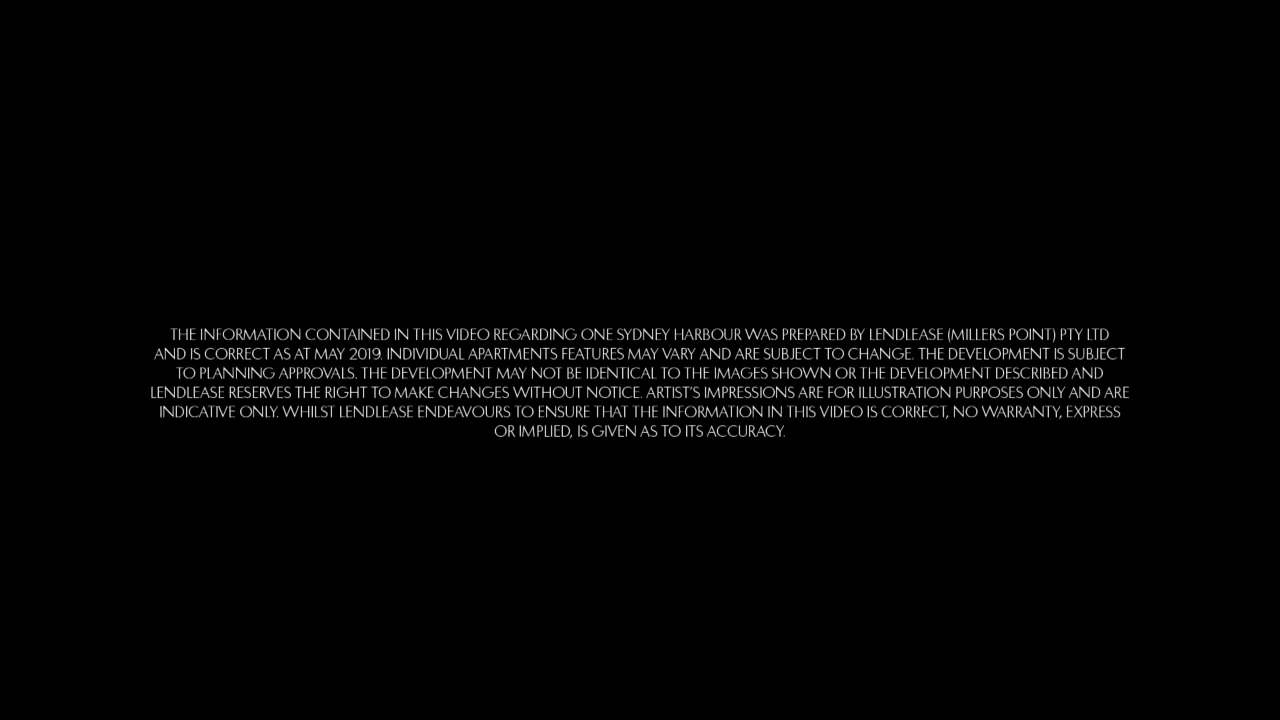 THE INFORMATION CONTAINED IN THIS VIDEO REGARDING ONE SYDNEY HARBOUR WAS PREPARED BY LENDLEASE (MILLERS POINT) PTY LTD
AND IS CORRECT AS AT MAY 2019. INDIVIDUAL APARTMENTS FEATURES MAY VARY AND ARE SUBJECT TO CHANGE. THE DEVELOPMENT IS SUBJECT
TO PLANNING APPROVALS. THE DEVELOPMENT MAY NOT BE IDENTICAL TO THE IMAGES SHOWN OR THE DEVELOPMENT DESCRIBED AND
LENDLEASE RESERVES THE RIGHT TO MAKE CHANGES WITHOUT NOTICE. ARTIST'S IMPRESSIONS ARE FOR ILLUSTRATION PURPOSES ONLY AND ARE
INDICATIVE ONLY. WHILST LENDLEASE ENDEAVOURS TO ENSURE THAT THE INFORMATION IN THIS VIDEO IS CORRECT, NO WARRANTY, EXPRESS
OR IMPLIED, IS GIVEN AS TO ITS ACCURACY.